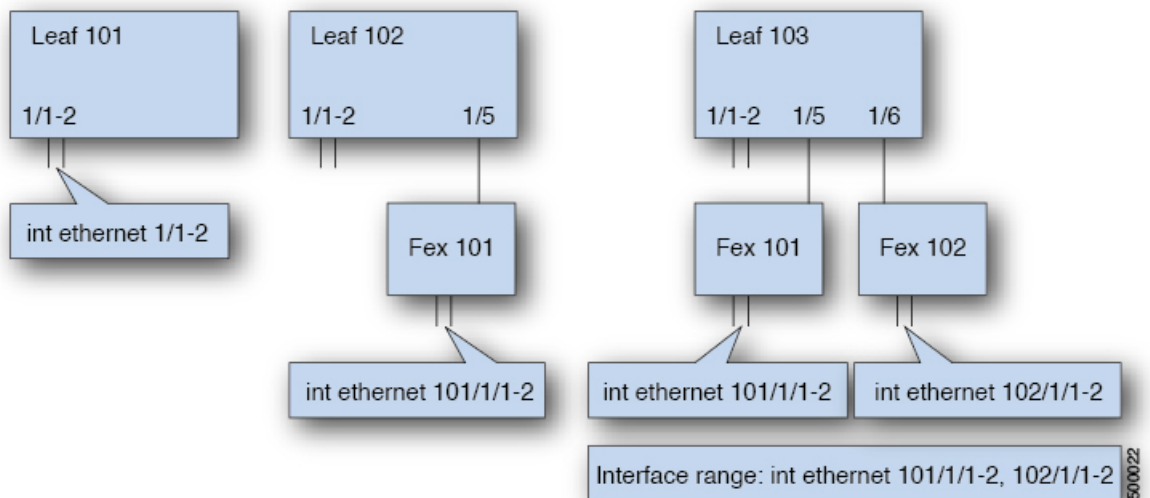 Leaf 101
1/1-2
int ethernet 1/1-2
Leaf 102
1/1-2 1/5
Fex 101
int ethernet 101/1/1-2
Leaf 103
1/1-2 1/5 1/6
Fex 101 Fex 102
int ethernet 101/1/1-2 int ethernet 102/1/1-2
Interface range: int ethernet 101/1/1-2, 102/1/1-2